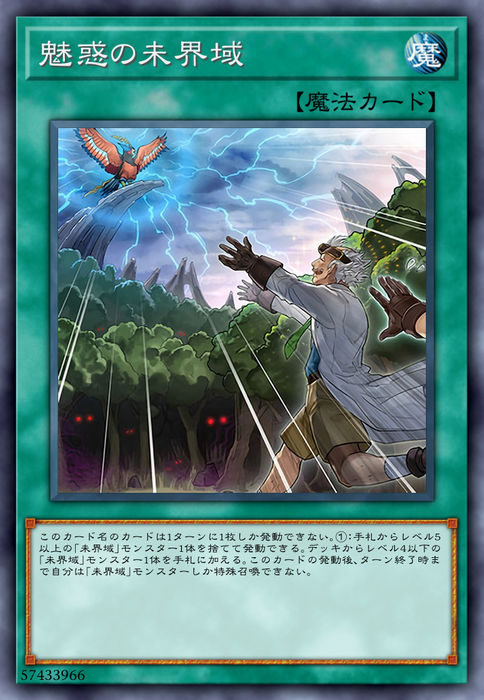 魅惑の未界域
魔
【魔法カード】
このカード名のカードは1ターンに1枚しか発動できない。①:手札からレベル5
以上の「未界域」モンスター1体を捨てて発動できる。デッキからレベル4以下の
「未界域」モンスター1体を手札に加える。このカードの発動後、ターン終了時ま
で自分は「未界域」モンスターしか特殊召喚できない。
57433966